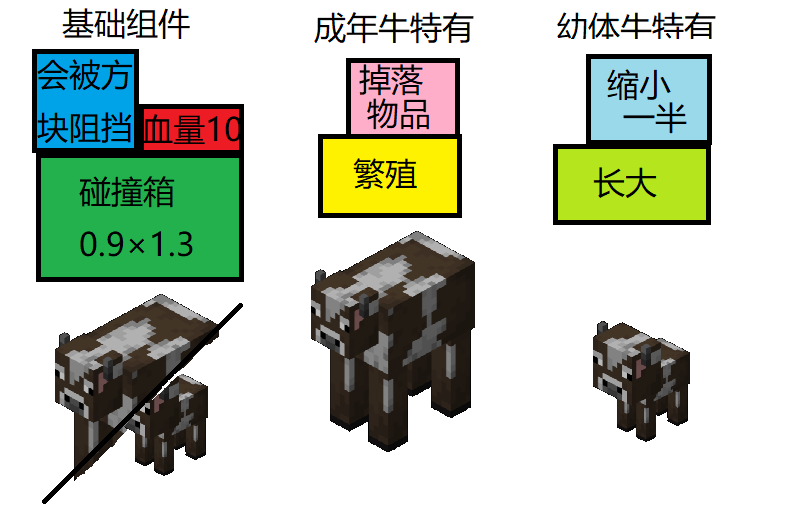 基础组件
会被方
块阻挡
血量10
碰撞箱
0.9×1.3
成年牛特有
掉落
物品
繁殖
幼体牛特有
缩小
一半
长大